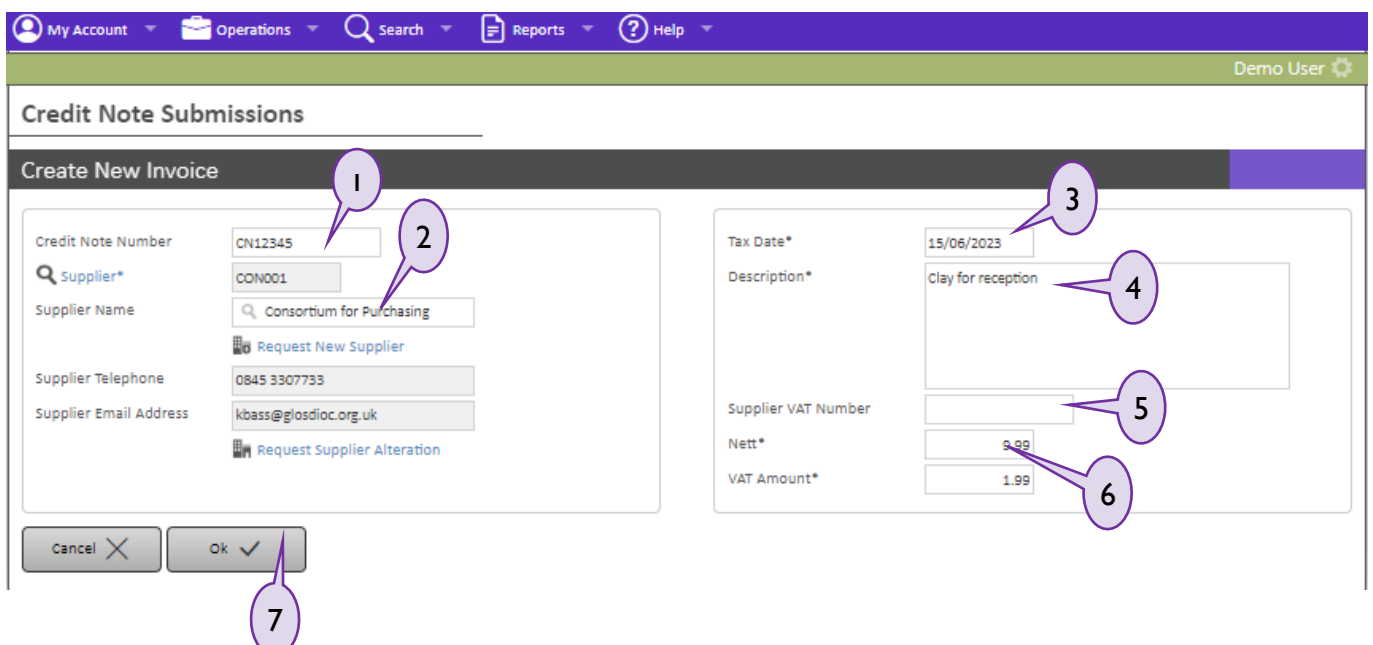 My Account Operations Search Reports ? Help
Demo User
Credit Note Submissions
Create New Invoice
1
2
3
Credit Note Number CN12345
Supplier* CON001
Supplier Name Consortium for Purchasing
Request New Supplier
Supplier Telephone 0845 3307733
Supplier Email Address kbass@glosdioc.org.uk
Request Supplier Alteration
Tax Date* 15/06/2023
Description* Clay for reception
4
Supplier VAT Number
5
Nett* 9.99
VAT Amount* 1.99
6
Cancel Ok
7